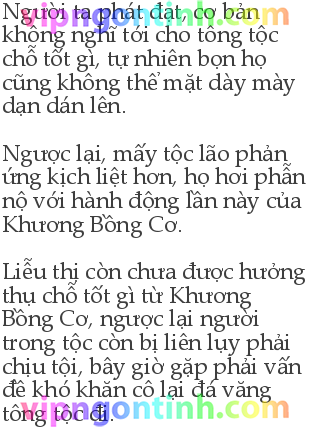 vipngontinh.com
Người ta phát đạt, cơ bản
không nghĩ tới cho tông tộc
chỗ tốt gì, tự nhiên bọn họ
cũng không thể mặt dày mày
dạn dán lên.
Ngược lại, mấy tộc lão phản
ứng kịch liệt hơn, họ hơi phẫn
nộ với hành động lần này của
Khương Bồng Cơ.
Liễu thị còn chưa được hưởng
thụ chỗ tốt gì từ Khương
Bồng Cơ, ngược lại người
trong tộc còn bị liên lụy phải
chịu tội, bây giờ gặp phải vấn
đề khó khăn cô lại đá văng
tông tộc đi.
vipngontinh.com